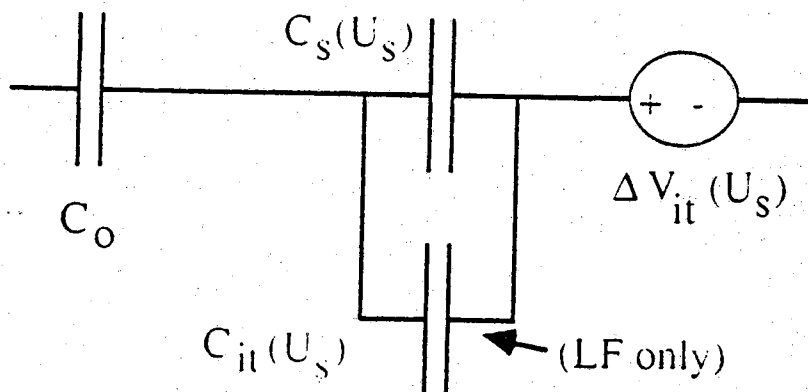 C_s(U_s)
+ -
ΔV_it(U_s)
C_o
C_it(U_s)
(LF only)